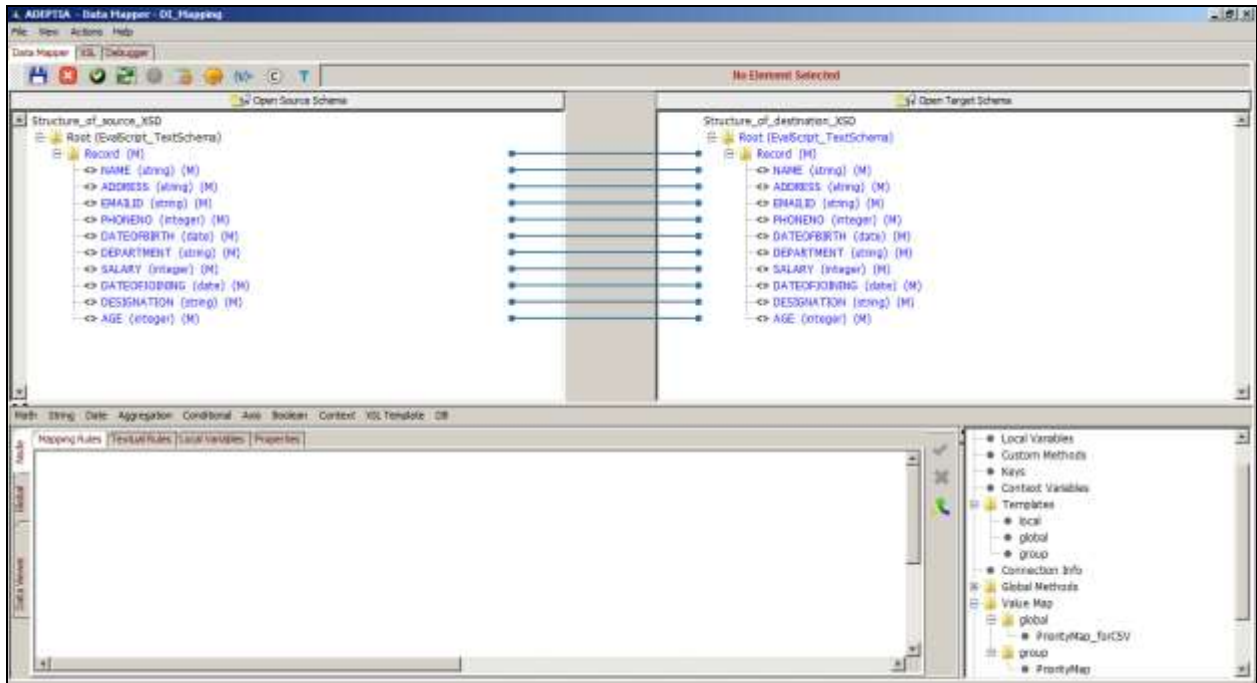 ADEPTIA - Data Mapper - DI_Mapping
File View Actions Help
Data Mapper XSL Debugger
No Element Selected
Open Source Schema
Open Target Schema
Structure_of_source_XSD
Root (EvalScript_TextSchema)
Record (M)
NAME (string) (M)
ADDRESS (string) (M)
EMAILID (string) (M)
PHONENO (integer) (M)
DATEOFBIRTH (date) (M)
DEPARTMENT (string) (M)
SALARY (integer) (M)
DATEOFJOINING (date) (M)
DESIGNATION (string) (M)
AGE (integer) (M)
Structure_of_destination_XSD
Root (EvalScript_TextSchema)
Record (M)
NAME (string) (M)
ADDRESS (string) (M)
EMAILID (string) (M)
PHONENO (integer) (M)
DATEOFBIRTH (date) (M)
DEPARTMENT (string) (M)
SALARY (integer) (M)
DATEOFJOINING (date) (M)
DESIGNATION (string) (M)
AGE (integer) (M)
Math String Date Aggregation Conditional Axis Boolean Context XSL Template DB
Node
Global
Data Viewer
Mapping Rules Textual Rules Local Variables Properties
Local Variables
Custom Methods
Keys
Context Variables
Templates
local
global
group
Connection Info
Global Methods
Value Map
global
PriorityMap_forCSV
group
PriorityMap